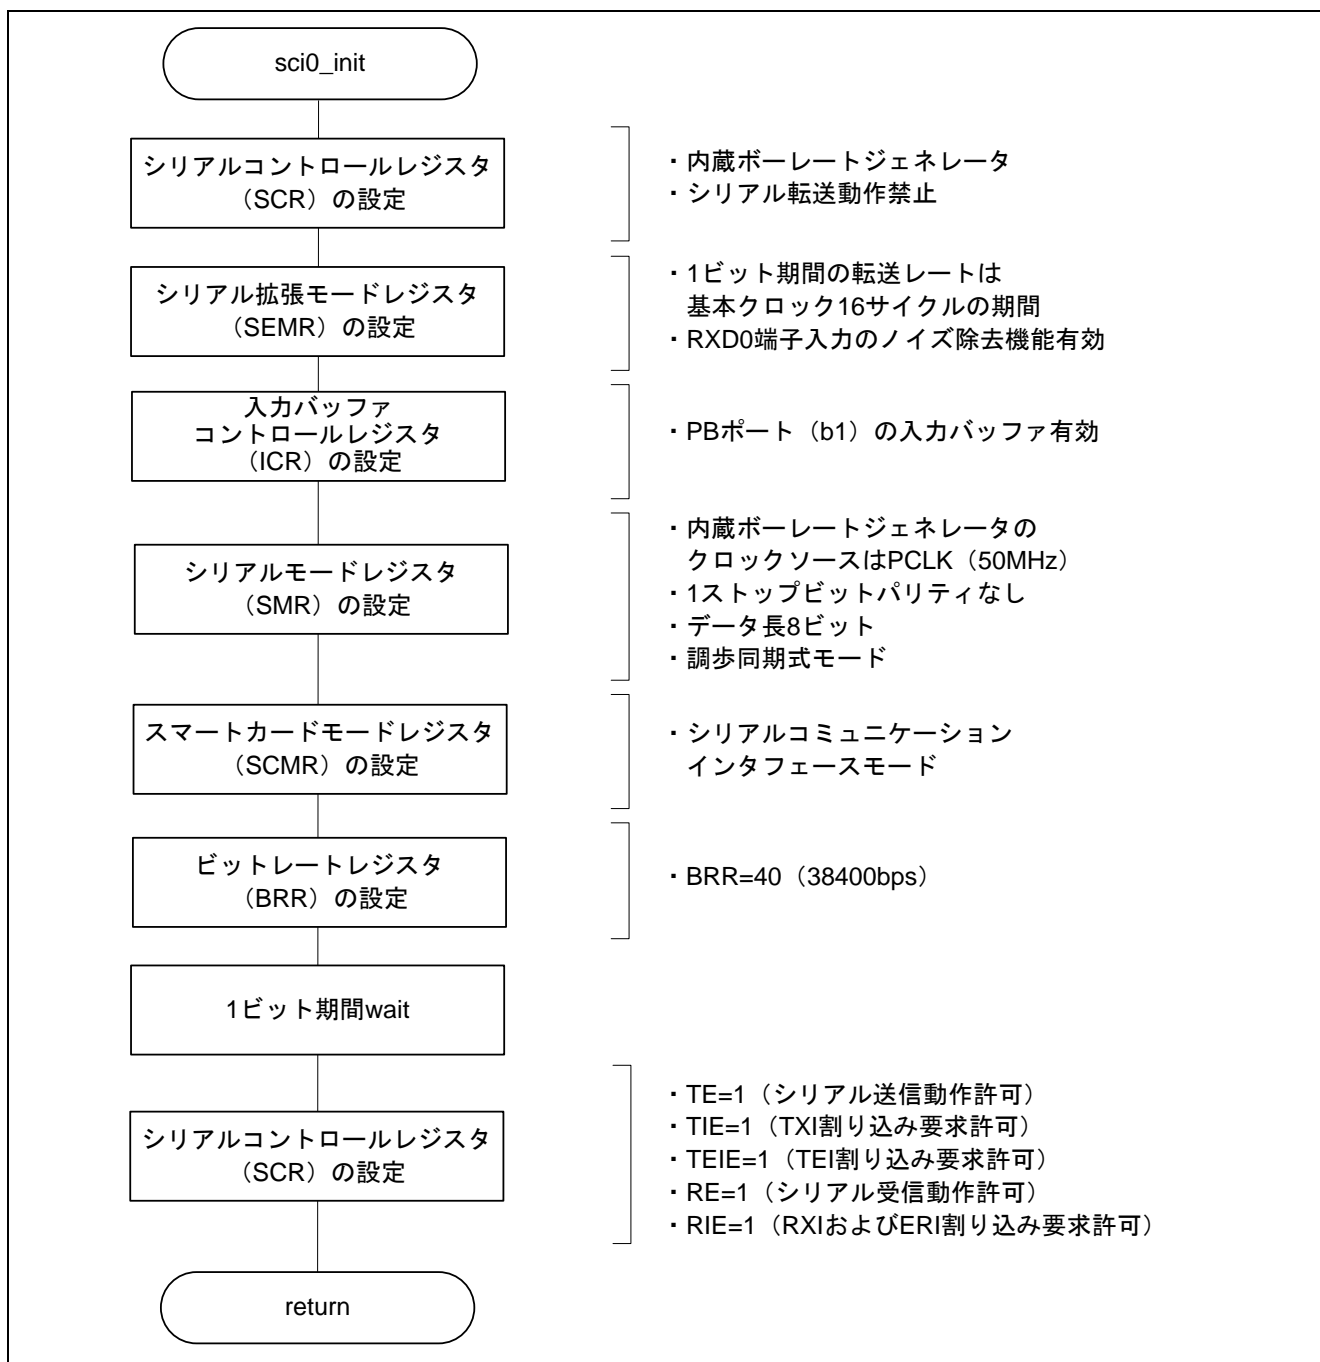 sci0_init
シリアルコントロールレジスタ
（SCR）の設定
・内蔵ボーレートジェネレータ
・シリアル転送動作禁止
シリアル拡張モードレジスタ
（SEMR）の設定
・1ビット期間の転送レートは
基本クロック16サイクルの期間
・RXD0端子入力のノイズ除去機能有効
入力バッファ
コントロールレジスタ
（ICR）の設定
・PBポート（b1）の入力バッファ有効
シリアルモードレジスタ
（SMR）の設定
・内蔵ボーレートジェネレータの
クロックソースはPCLK（50MHz）
・1ストップビットパリティなし
・データ長8ビット
・調歩同期式モード
スマートカードモードレジスタ
（SCMR）の設定
・シリアルコミュニケーション
インタフェースモード
ビットレートレジスタ
（BRR）の設定
・BRR=40（38400bps）
1ビット期間wait
シリアルコントロールレジスタ
（SCR）の設定
・TE=1（シリアル送信動作許可）
・TIE=1（TXI割り込み要求許可）
・TEIE=1（TEI割り込み要求許可）
・RE=1（シリアル受信動作許可）
・RIE=1（RXIおよびERI割り込み要求許可）
return